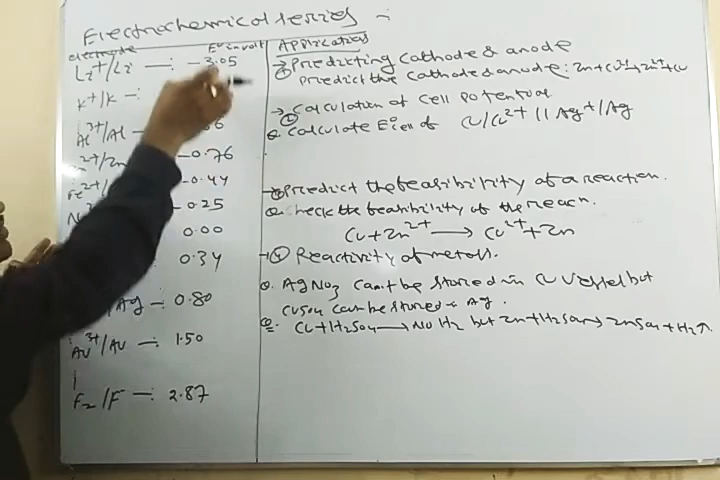 Electrochemical series :-
electrode E° in volt
Li+/Li —: -3.05
K+/K —:
Al3+/Al —
2+/Zn -0.76
Fe2+/ -0.44
- 0.25
0.00
0.34
/Ag —: 0.80
Au3+/Au —: 1.50
F2/F- —: 2.87
Applications
→ ① Predicting cathode & anode
Predict the cathode & anode: Zn+Cu2+→Zn2++Cu
→ ② Calculation of cell potential
Q. Calculate E°cell of Cu/Cu2+ || Ag+/Ag
→ ③ Predict the feasibility of a reaction.
Q. Check the feasibility of the reacn.
Cu+Zn2+ → Cu2++Zn
→ ④ Reactivity of metals.
Q. AgNO3 can't be stored in Cu vessel but
CuSO4 can be stored in Ag.
Q. Cu+H2SO4 → No H2 but Zn+H2SO4→ZnSO4+H2↑.